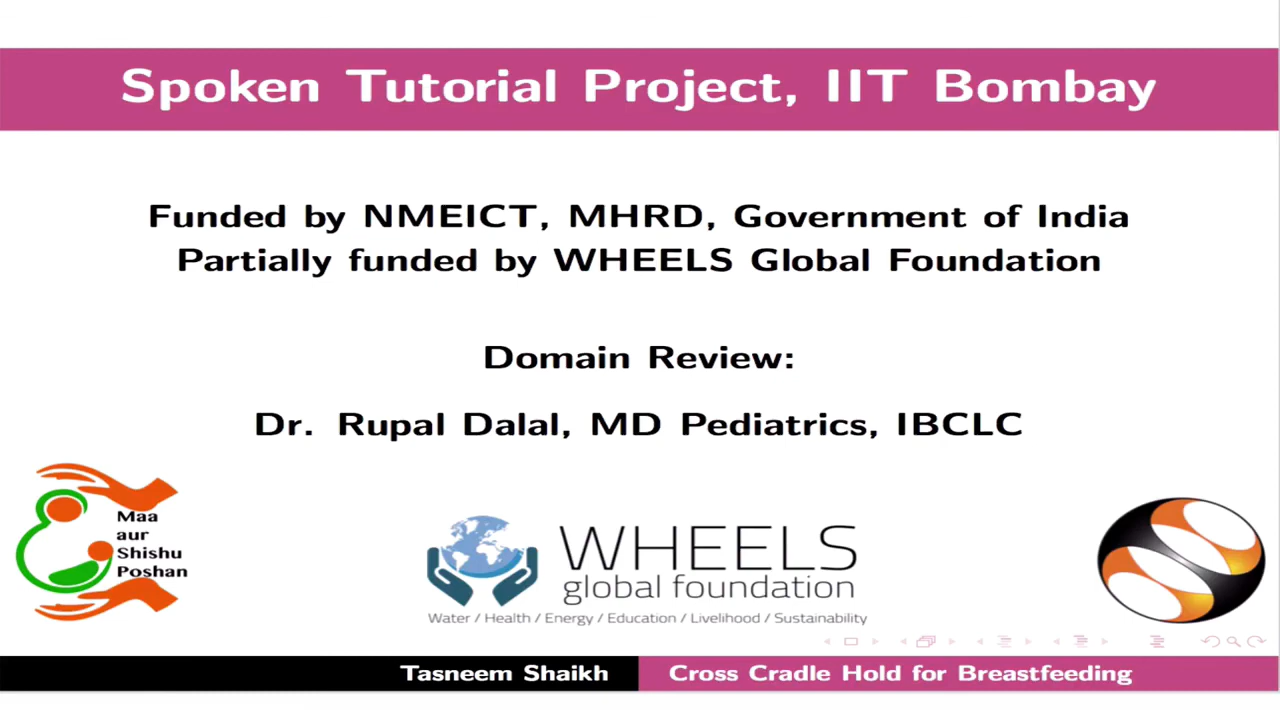 Spoken Tutorial Project, IIT Bombay
Funded by NMEICT, MHRD, Government of India
Partially funded by WHEELS Global Foundation
Domain Review:
Dr. Rupal Dalal, MD Pediatrics, IBCLC
Maa
aur
Shishu
Poshan
WHEELS
global foundation
Water / Health / Energy / Education / Livelihood / Sustainability
Tasneem Shaikh
Cross Cradle Hold for Breastfeeding